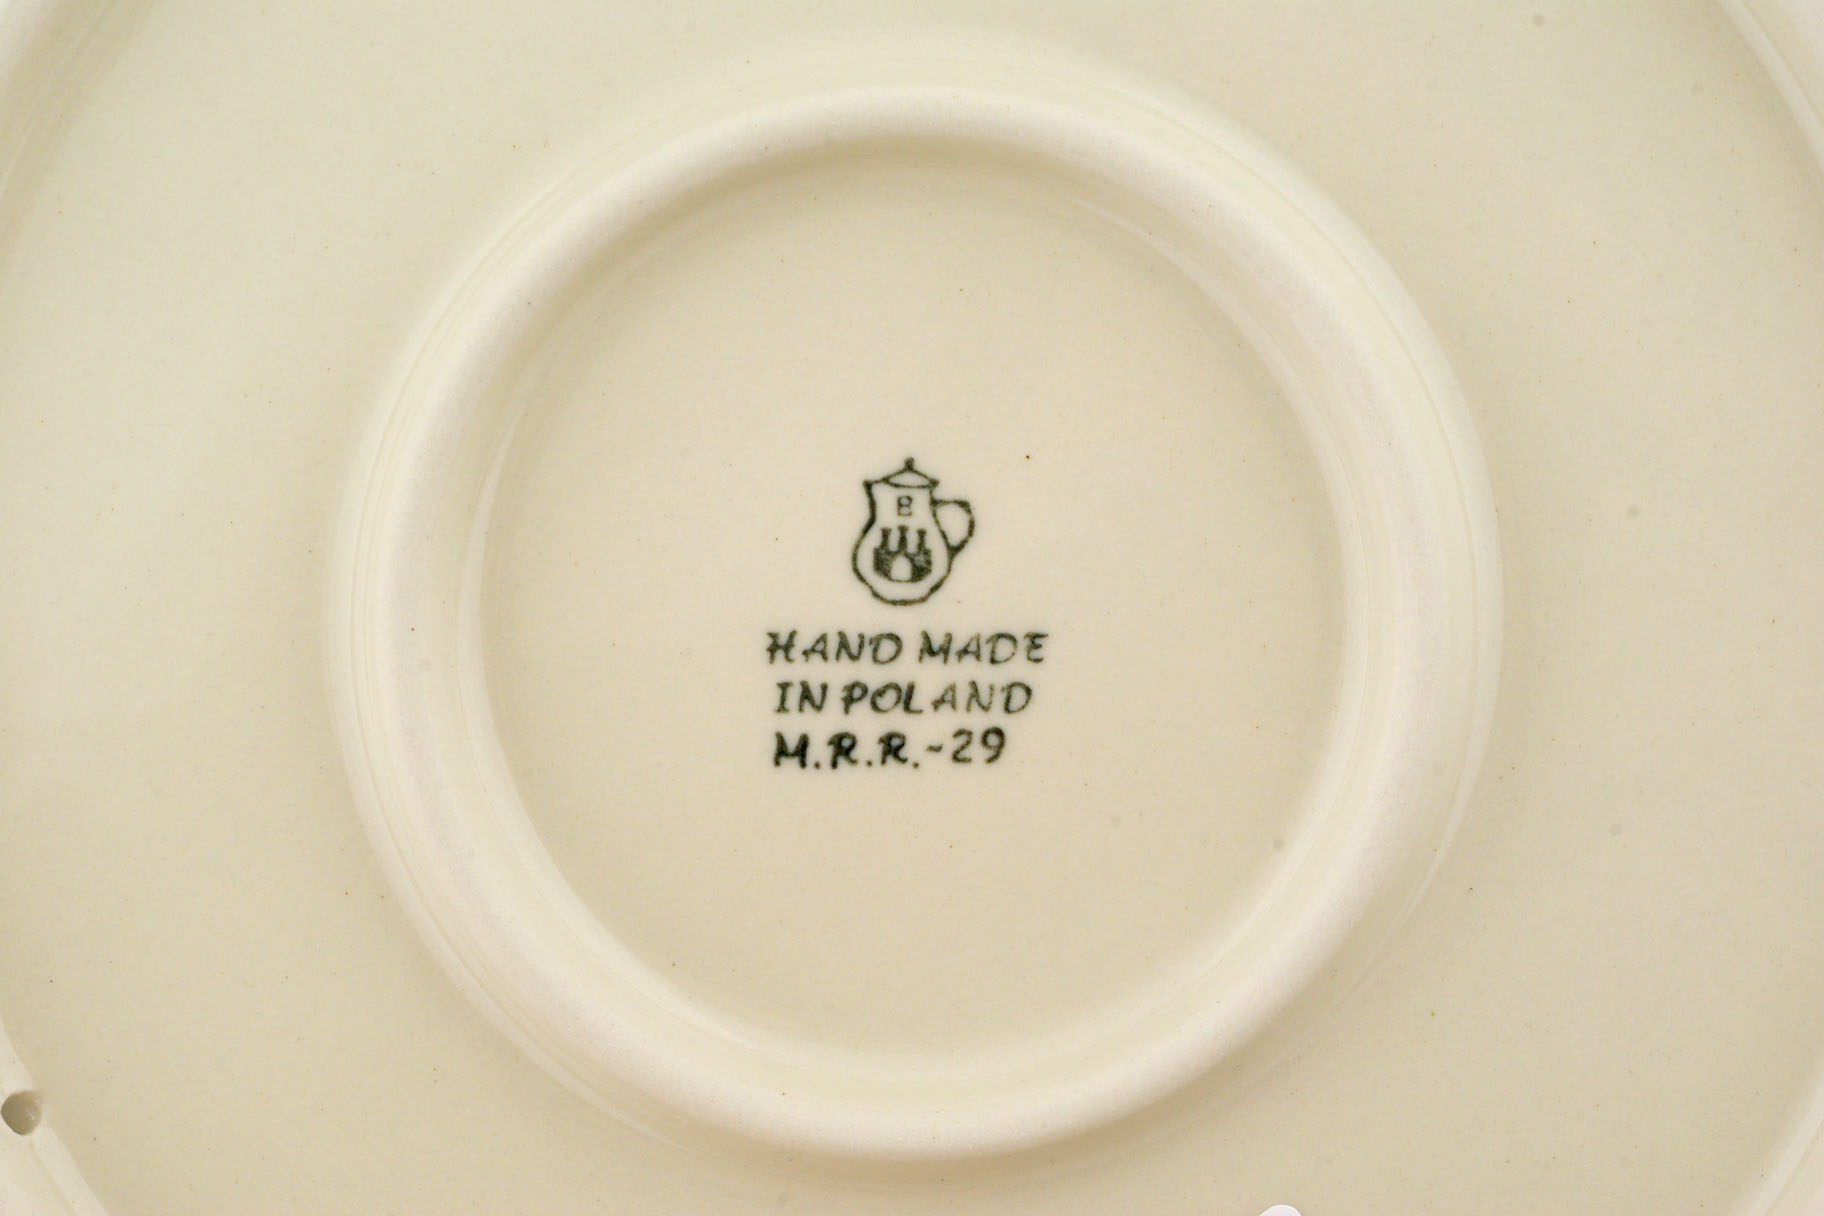 B
HAND MADE
IN POLAND
M.R.R.-29